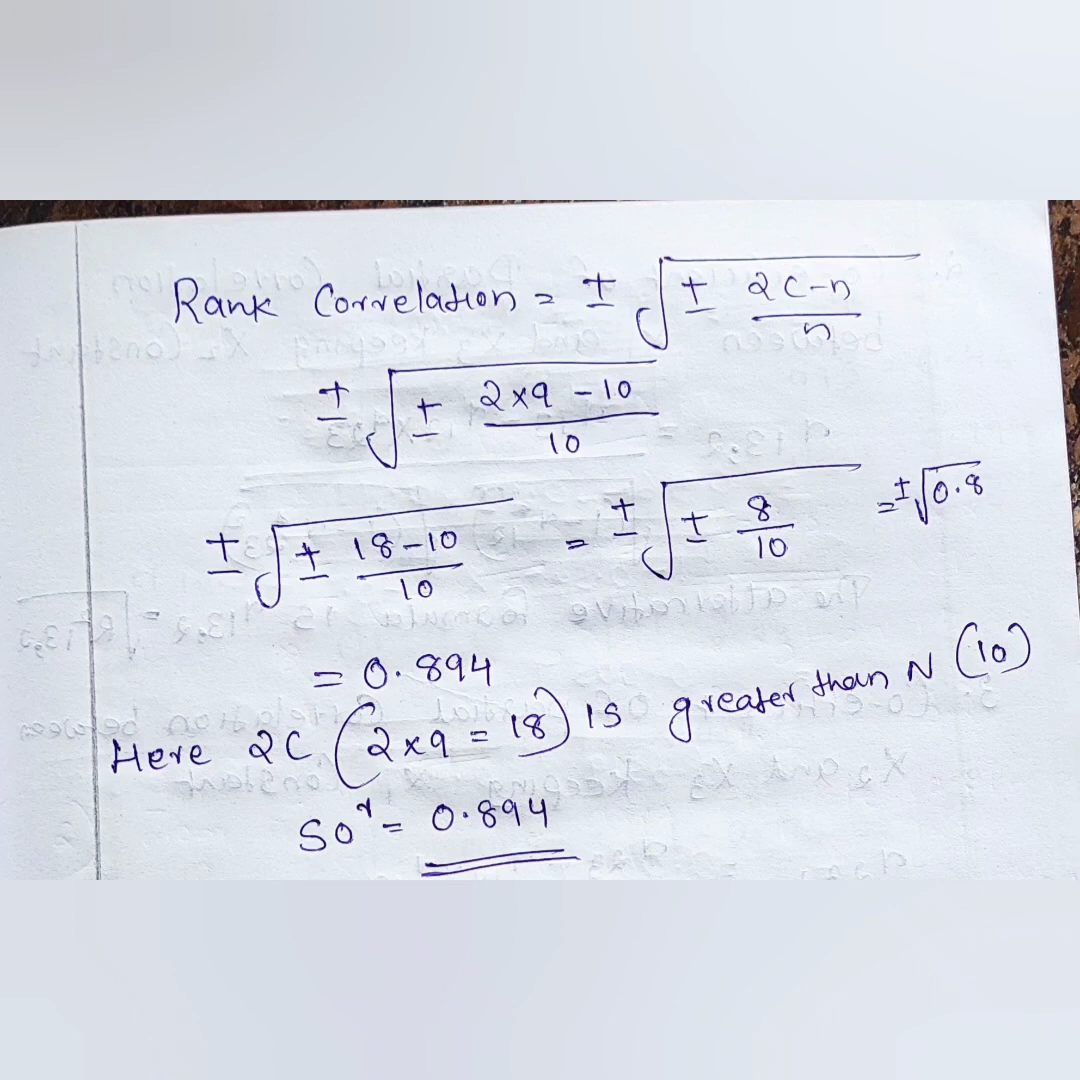 Rank Correlation = ± √ ± 2C-n / n
± √ ± 2×9 - 10 / 10
± √ ± 18-10 / 10 = ± √ ± 8 / 10 = ±√0.8
= 0.894
Here 2C (2×9 = 18) is greater than N (10)
So r = 0.894